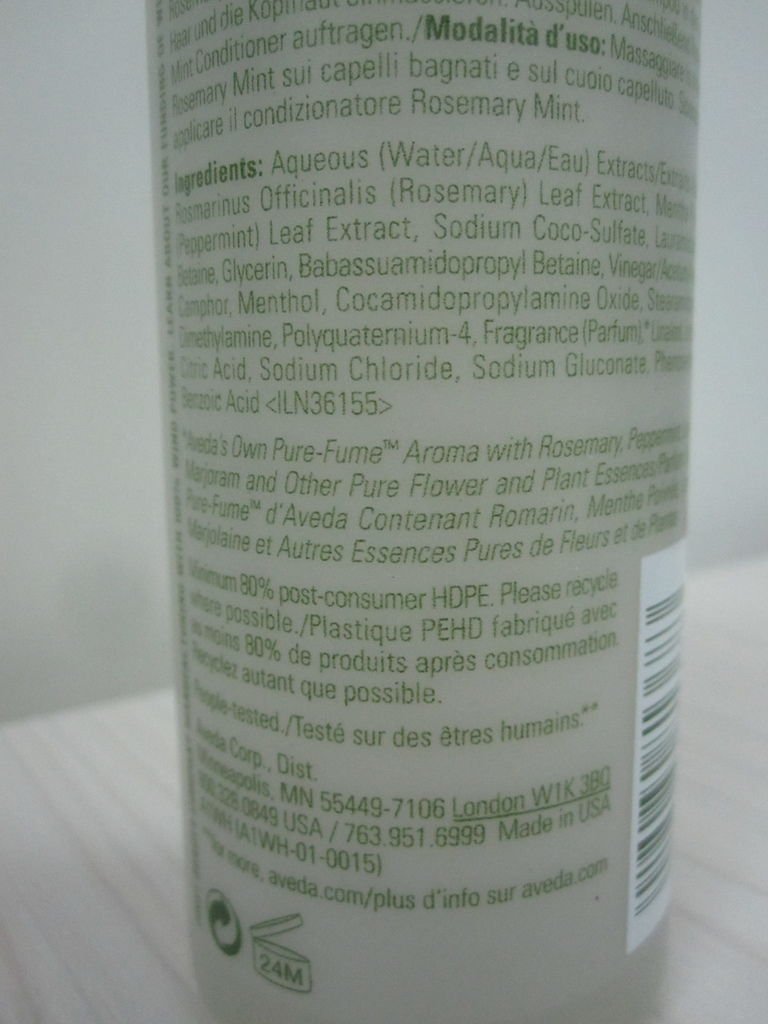 Haar und die Kopfhaut einmassieren. Ausspülen. Anschließend
Mint Conditioner auftragen./Modalità d'uso: Massaggiare
Rosemary Mint sui capelli bagnati e sul cuoio capelluto.
applicare il condizionatore Rosemary Mint.
Ingredients: Aqueous (Water/Aqua/Eau) Extracts/
Rosmarinus Officinalis (Rosemary) Leaf Extract,
(Peppermint) Leaf Extract, Sodium Coco-Sulfate,
Betaine, Glycerin, Babassuamidopropyl Betaine,
Camphor, Menthol, Cocamidopropylamine Oxide,
Dimethylamine, Polyquaternium-4, Fragrance (Parfum),*
Citric Acid, Sodium Chloride, Sodium Gluconate,
Benzoic Acid <ILN36155>
*Aveda's Own Pure-Fume™ Aroma with Rosemary, Peppermint,
Marjoram and Other Pure Flower and Plant Essences/
Pure-Fume™ d'Aveda Contenant Romarin, Menthe Poivrée,
Marjolaine et Autres Essences Pures de Fleurs et de Plantes
Minimum 80% post-consumer HDPE. Please recycle
where possible./Plastique PEHD fabriqué avec
au moins 80% de produits après consommation.
Recyclez autant que possible.
People-tested./Testé sur des êtres humains.**
Aveda Corp., Dist.
Minneapolis, MN 55449-7106 London W1K 3BQ
800.328.0849 USA / 763.951.6999 Made in USA
A1WH (A1WH-01-0015)
**for more, aveda.com/plus d'info sur aveda.com
24M